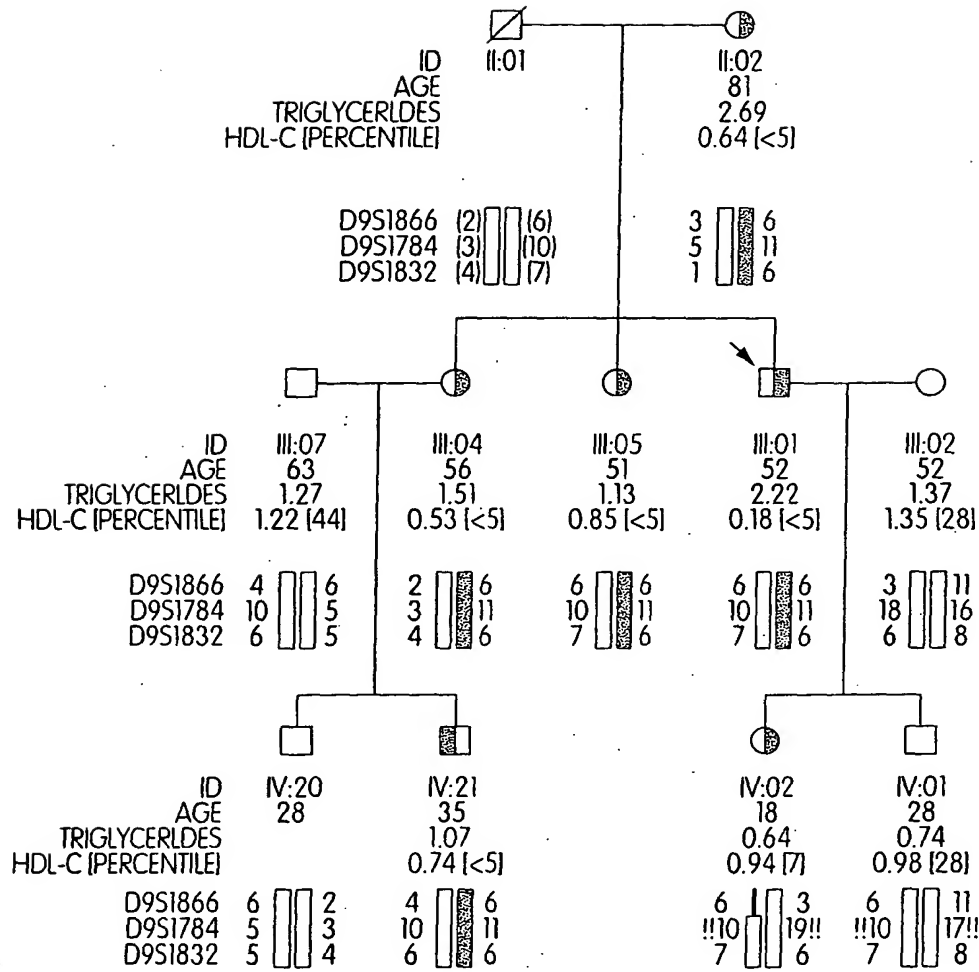 ID II:01 II:02
AGE 81
TRIGLYCERLDES 2.69
HDL-C [PERCENTILE] 0.64 [<5]
D9S1866 (2) (6) 3 6
D9S1784 (3) (10) 5 11
D9S1832 (4) (7) 1 6
ID III:07 III:04 III:05 III:01 III:02
AGE 63 56 51 52 52
TRIGLYCERLDES 1.27 1.51 1.13 2.22 1.37
HDL-C [PERCENTILE] 1.22 [44] 0.53 [<5] 0.85 [<5] 0.18 [<5] 1.35 [28]
D9S1866 4 6 2 6 6 6 6 6 3 11
D9S1784 10 5 3 11 10 11 10 11 18 16
D9S1832 6 5 4 6 7 6 7 6 6 8
ID IV:20 IV:21 IV:02 IV:01
AGE 28 35 18 28
TRIGLYCERLDES 1.07 0.64 0.74
HDL-C [PERCENTILE] 0.74 [<5] 0.94 [7] 0.98 [28]
D9S1866 6 2 4 6 6 3 6 11
D9S1784 5 3 10 11 !!10 19!! !!10 17!!
D9S1832 5 4 6 6 7 6 7 8